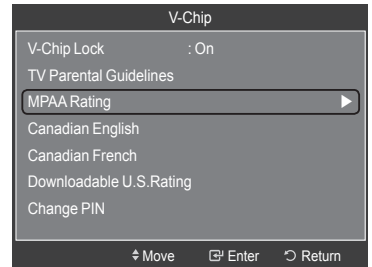 V-Chip
V-Chip Lock : On
TV Parental Guidelines
MPAA Rating
Canadian English
Canadian French
Downloadable U.S.Rating
Change PIN
Move Enter Return